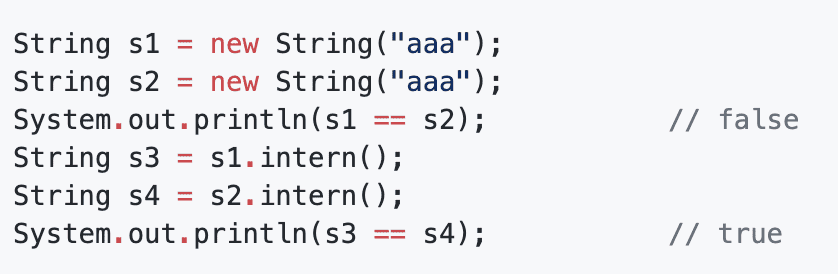 String s1 = new String("aaa");
String s2 = new String("aaa");
System.out.println(s1 == s2);           // false
String s3 = s1.intern();
String s4 = s2.intern();
System.out.println(s3 == s4);           // true